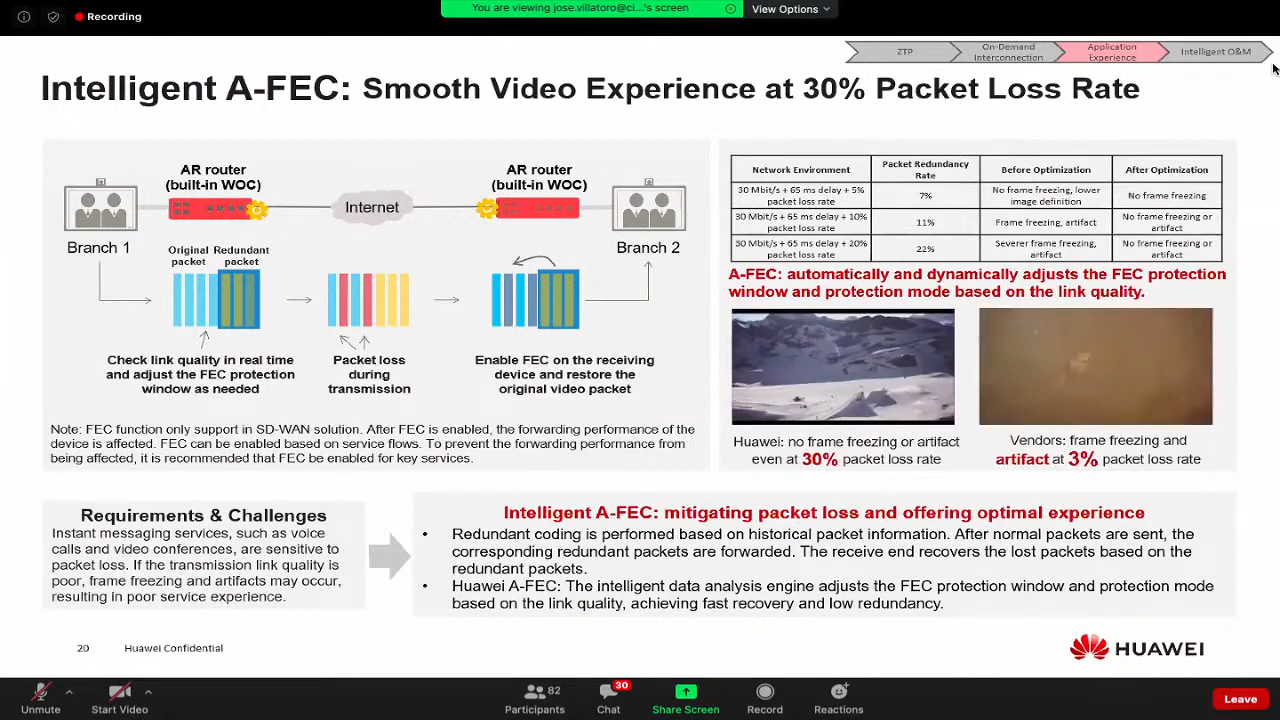 Recording
You are viewing jose.villatoro@ci...'s screen
View Options
ZTP
On-Demand
Interconnection
Application
Experience
Intelligent O&M
Intelligent A-FEC: Smooth Video Experience at 30% Packet Loss Rate
AR router
(built-in WOC)
AR router
(built-in WOC)
Internet
Branch 1
Branch 2
Original
packet
Redundant
packet
Check link quality in real time
and adjust the FEC protection
window as needed
Packet loss
during
transmission
Enable FEC on the receiving
device and restore the
original video packet
Note: FEC function only support in SD-WAN solution. After FEC is enabled, the forwarding performance of the
device is affected. FEC can be enabled based on service flows. To prevent the forwarding performance from
being affected, it is recommended that FEC be enabled for key services.
Network Environment
Packet Redundancy
Rate
Before Optimization
After Optimization
30 Mbit/s + 65 ms delay + 5%
packet loss rate
7%
No frame freezing, lower
image definition
No frame freezing
30 Mbit/s + 65 ms delay + 10%
packet loss rate
11%
Frame freezing, artifact
No frame freezing or
artifact
30 Mbit/s + 65 ms delay + 20%
packet loss rate
22%
Severer frame freezing,
artifact
No frame freezing or
artifact
A-FEC: automatically and dynamically adjusts the FEC protection
window and protection mode based on the link quality.
Huawei: no frame freezing or artifact
even at 30% packet loss rate
Vendors: frame freezing and
artifact at 3% packet loss rate
Requirements & Challenges
Instant messaging services, such as voice
calls and video conferences, are sensitive to
packet loss. If the transmission link quality is
poor, frame freezing and artifacts may occur,
resulting in poor service experience.
Intelligent A-FEC: mitigating packet loss and offering optimal experience
• Redundant coding is performed based on historical packet information. After normal packets are sent, the
corresponding redundant packets are forwarded. The receive end recovers the lost packets based on the
redundant packets.
• Huawei A-FEC: The intelligent data analysis engine adjusts the FEC protection window and protection mode
based on the link quality, achieving fast recovery and low redundancy.
20
Huawei Confidential
HUAWEI
Unmute
Start Video
82
Participants
30
Chat
Share Screen
Record
Reactions
Leave